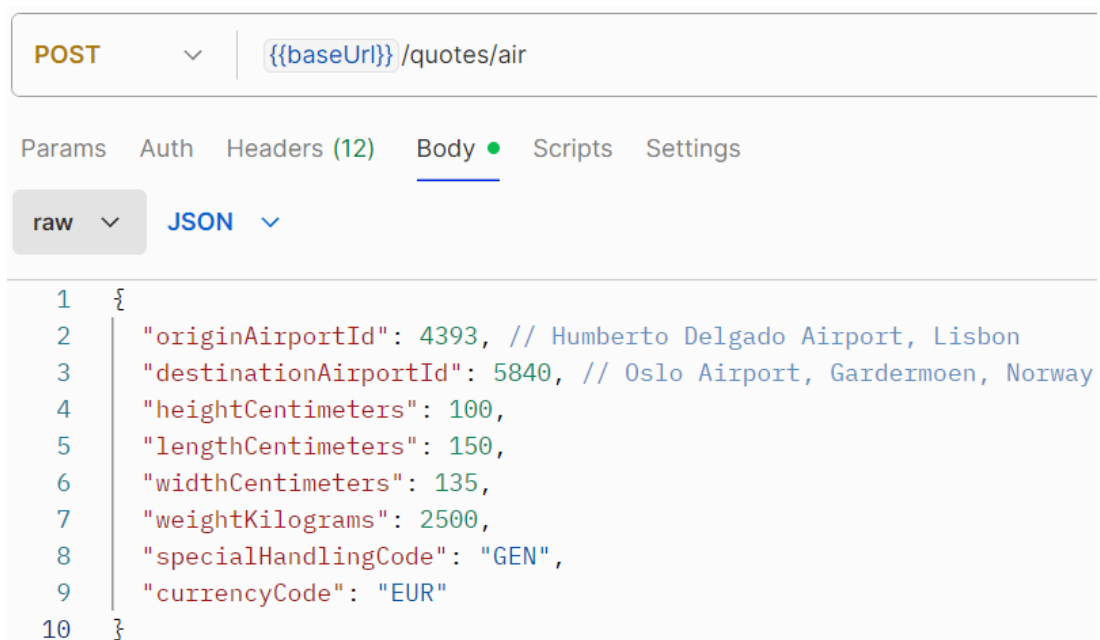 POST {{baseUrl}}/quotes/air
Params Auth Headers (12) Body Scripts Settings
raw JSON
1 {
2 "originAirportId": 4393, // Humberto Delgado Airport, Lisbon
3 "destinationAirportId": 5840, // Oslo Airport, Gardermoen, Norway
4 "heightCentimeters": 100,
5 "lengthCentimeters": 150,
6 "widthCentimeters": 135,
7 "weightKilograms": 2500,
8 "specialHandlingCode": "GEN",
9 "currencyCode": "EUR"
10 }